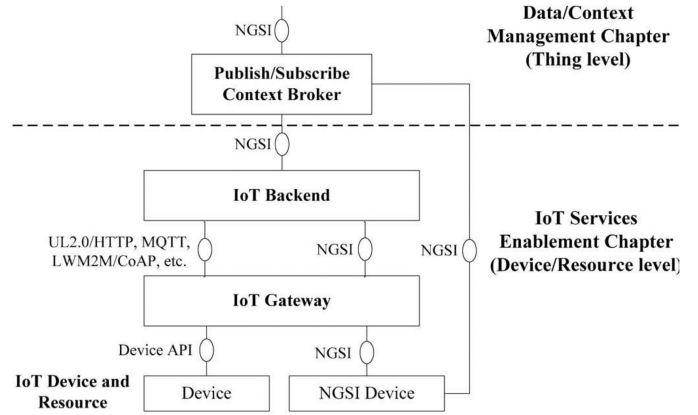 NGSI
Data/Context
Management Chapter
(Thing level)
Publish/Subscribe
Context Broker
NGSI
IoT Backend
UL2.0/HTTP, MQTT,
LWM2M/CoAP, etc.
NGSI
NGSI
IoT Services
Enablement Chapter
(Device/Resource level)
IoT Gateway
Device API
NGSI
IoT Device and
Resource
Device
NGSI Device